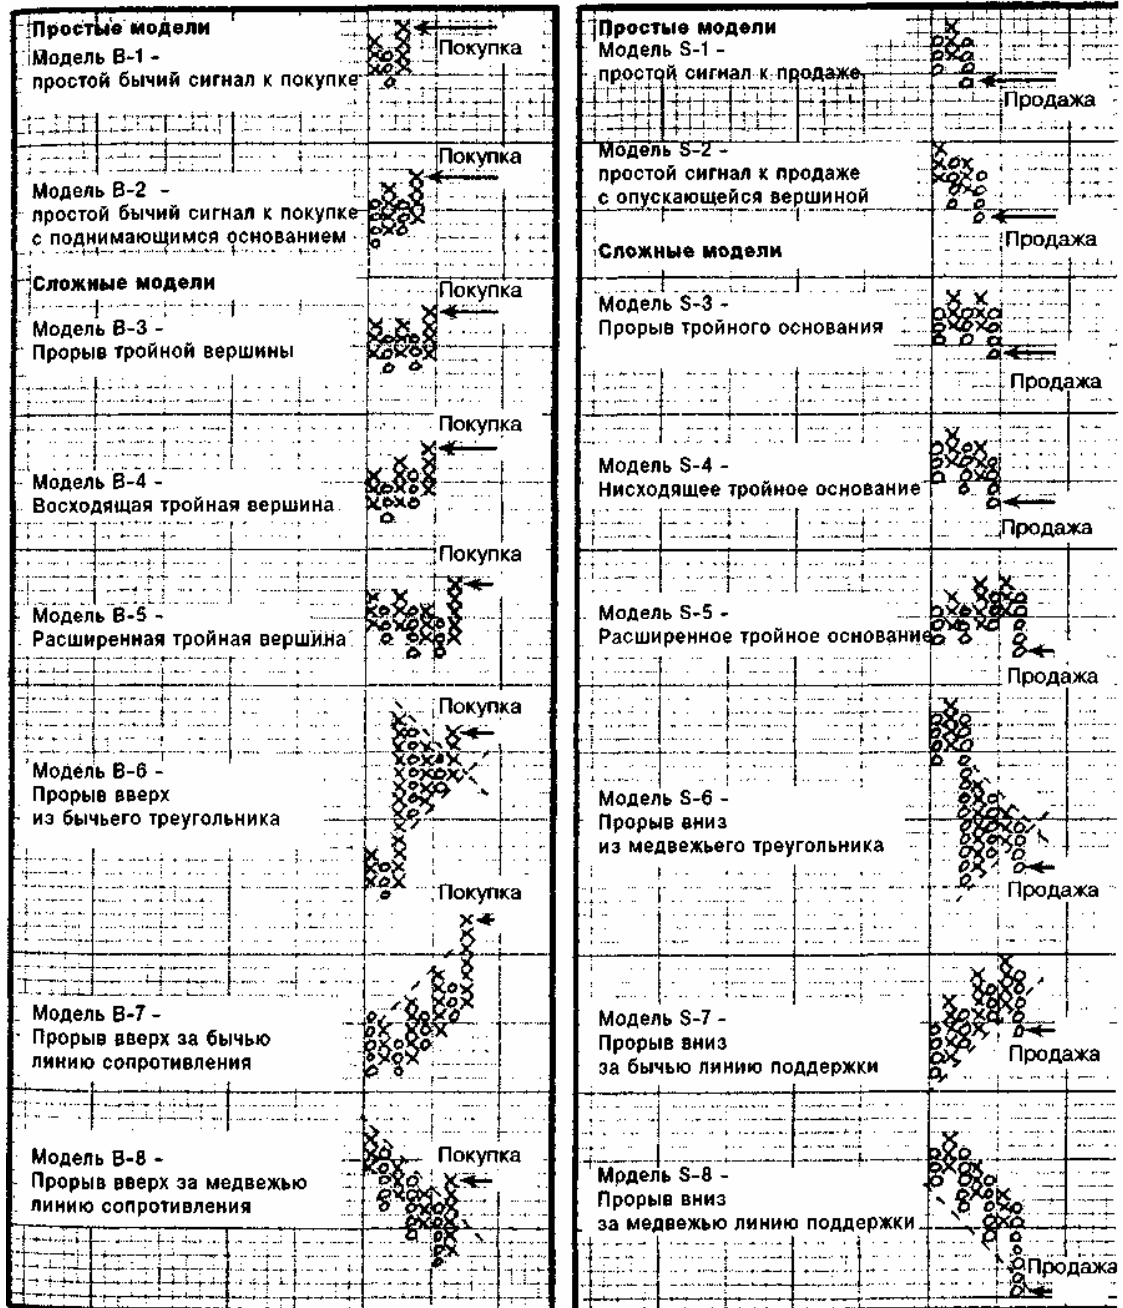 Простые модели
Модель B-1 -
простой бычий сигнал к покупке
Покупка
Модель B-2 -
простой бычий сигнал к покупке
с поднимающимся основанием
Покупка
Сложные модели
Модель B-3 -
Прорыв тройной вершины
Покупка
Модель B-4 -
Восходящая тройная вершина
Покупка
Модель B-5 -
Расширенная тройная вершина
Покупка
Модель B-6 -
Прорыв вверх
из бычьего треугольника
Покупка
Модель B-7 -
Прорыв вверх за бычью
линию сопротивления
Покупка
Модель B-8 -
Прорыв вверх за медвежью
линию сопротивления
Покупка
Простые модели
Модель S-1 -
простой сигнал к продаже
Продажа
Модель S-2 -
простой сигнал к продаже
с опускающейся вершиной
Продажа
Сложные модели
Модель S-3 -
Прорыв тройного основания
Продажа
Модель S-4 -
Нисходящее тройное основание
Продажа
Модель S-5 -
Расширенное тройное основание
Продажа
Модель S-6 -
Прорыв вниз
из медвежьего треугольника
Продажа
Модель S-7 -
Прорыв вниз
за бычью линию поддержки
Продажа
Мрдель S-8 -
Прорыв вниз
за медвежью линию поддержки
Продажа